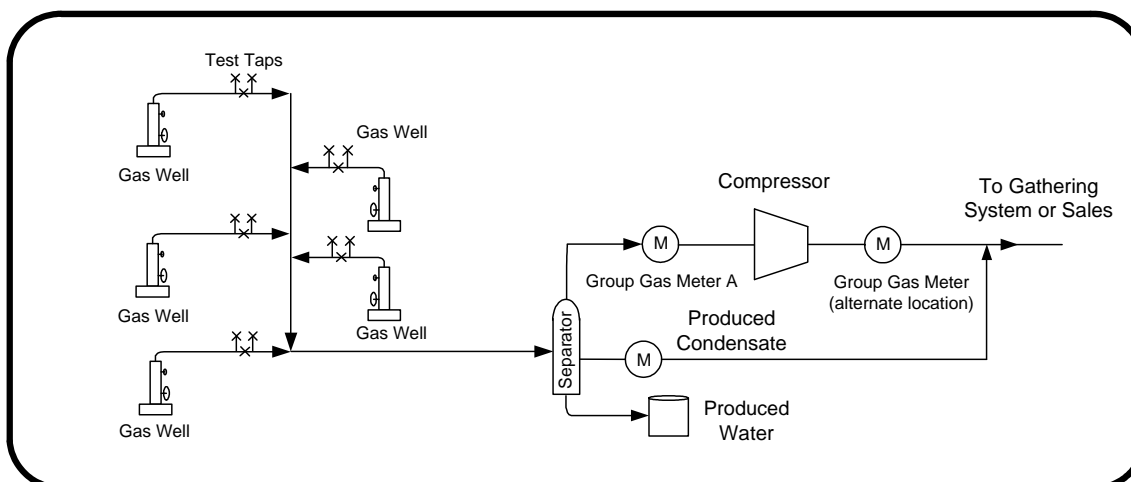 Test Taps
Gas Well
Gas Well
Gas Well
Gas Well
Gas Well
Compressor
To Gathering
System or Sales
M
M
Group Gas Meter A
Group Gas Meter
(alternate location)
Separator
Produced
Condensate
M
Produced
Water